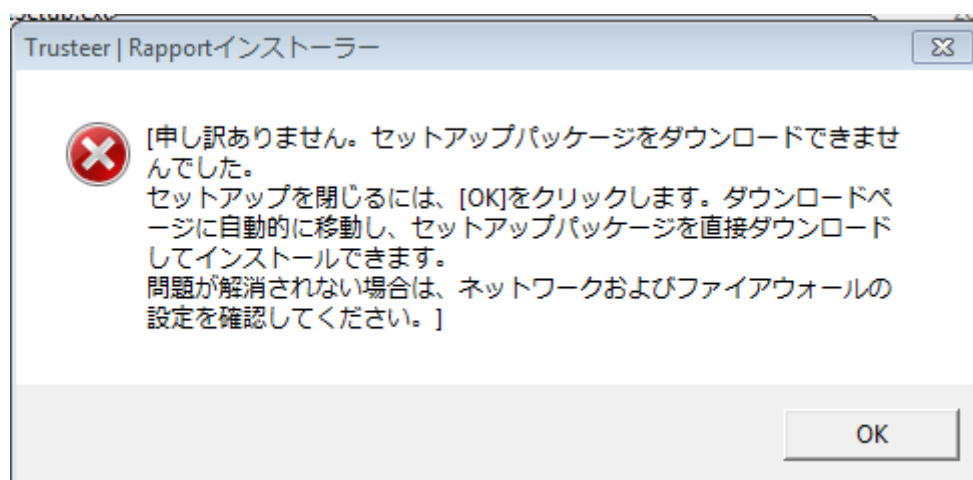 Trusteer | Rapportインストーラー
[申し訳ありません。セットアップパッケージをダウンロードできませ
んでした。
セットアップを閉じるには、[OK]をクリックします。ダウンロードペ
ージに自動的に移動し、セットアップパッケージを直接ダウンロード
してインストールできます。
問題が解消されない場合は、ネットワークおよびファイアウォールの
設定を確認してください。]
OK